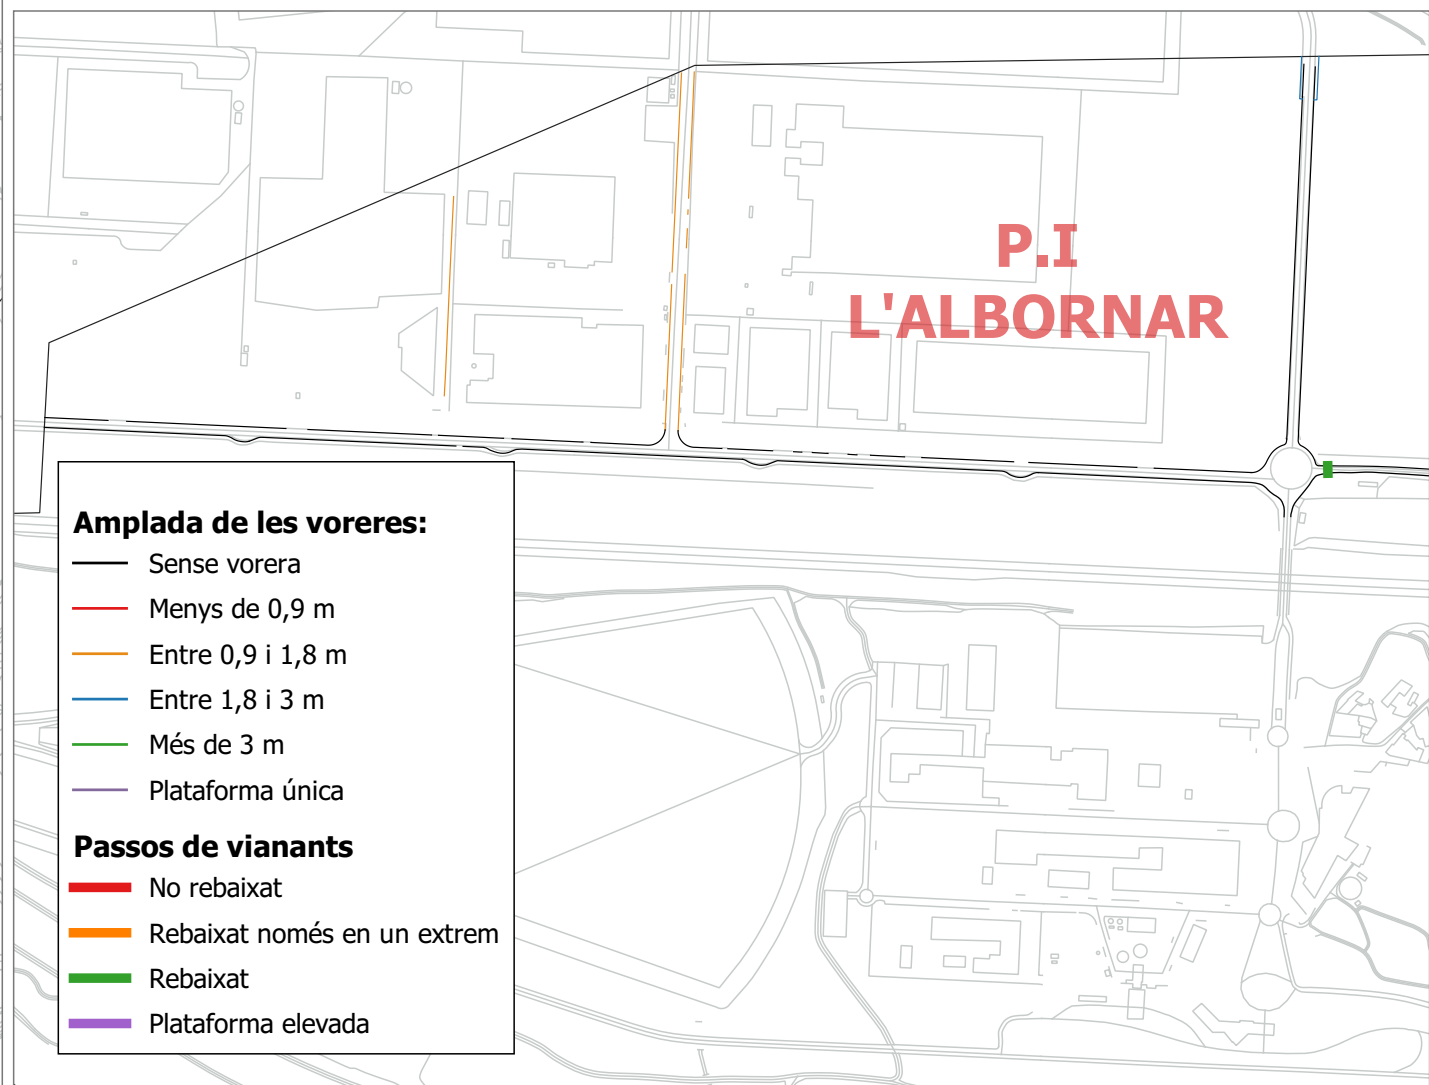 P.I
L'ALBORNAR
Amplada de les voreres:
Sense vorera
Menys de 0,9 m
Entre 0,9 i 1,8 m
Entre 1,8 i 3 m
Més de 3 m
Plataforma única
Passos de vianants
No rebaixat
Rebaixat només en un extrem
Rebaixat
Plataforma elevada